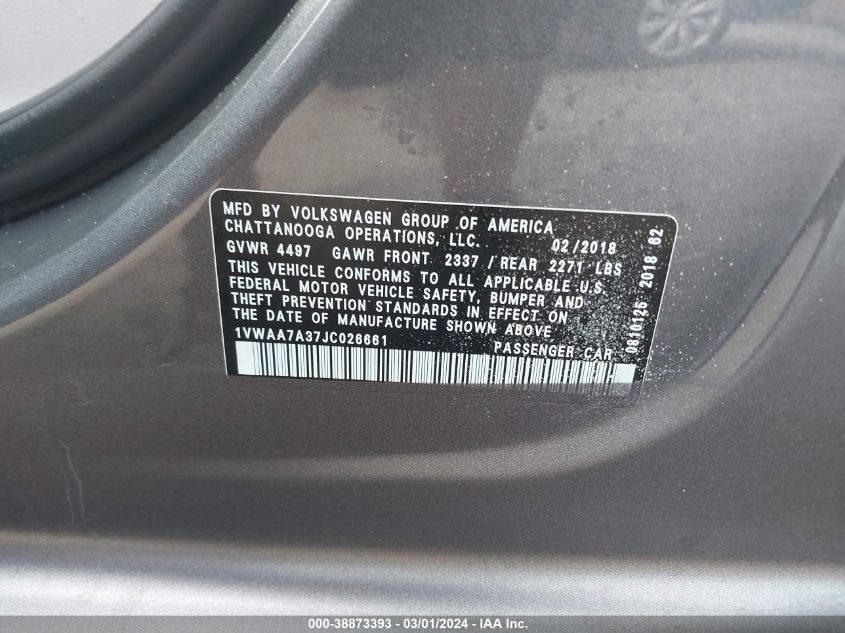 MFD BY VOLKSWAGEN GROUP OF AMERICA
CHATTANOOGA OPERATIONS, LLC. 02/2018
GVWR 4497 GAWR FRONT 2337 / REAR 2271 LBS
THIS VEHICLE CONFORMS TO ALL APPLICABLE U.S
FEDERAL MOTOR VEHICLE SAFETY, BUMPER AND
THEFT PREVENTION STANDARDS IN EFFECT ON
THE DATE OF MANUFACTURE SHOWN ABOVE
1VWAA7A37JC026661 PASSENGER CAR
0810125 2018 62
000-38873393 - 03/01/2024 - IAA Inc.